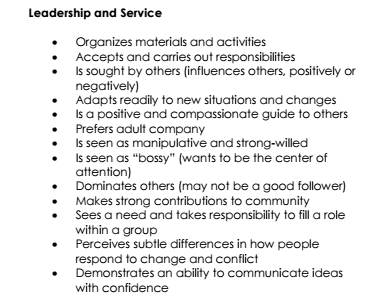 Leadership and Service
• Organizes materials and activities
• Accepts and carries out responsibilities
• Is sought by others (influences others, positively or
negatively)
• Adapts readily to new situations and changes
• Is a positive and compassionate guide to others
• Prefers adult company
• Is seen as manipulative and strong-willed
• Is seen as “bossy” (wants to be the center of
attention)
• Dominates others (may not be a good follower)
• Makes strong contributions to community
• Sees a need and takes responsibility to fill a role
within a group
• Perceives subtle differences in how people
respond to change and conflict
• Demonstrates an ability to communicate ideas
with confidence